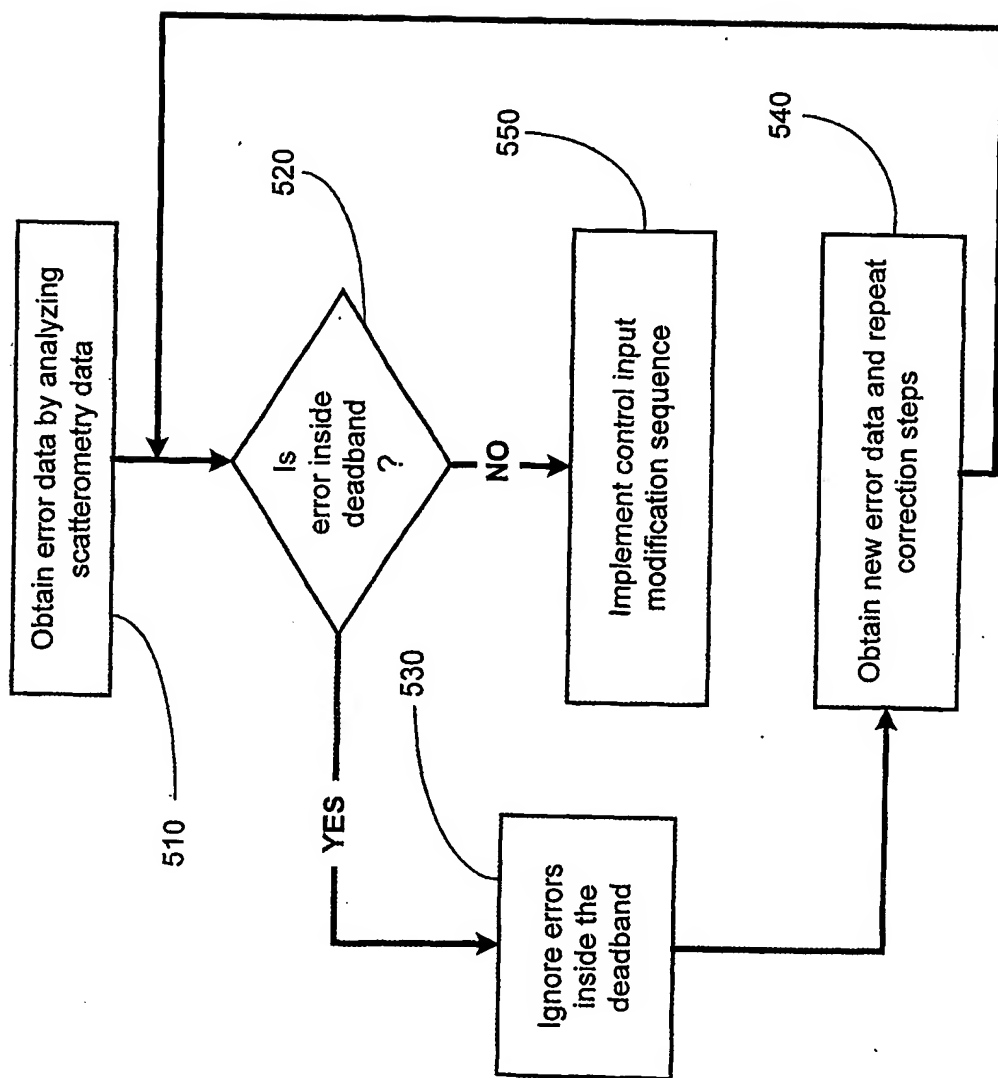 Obtain error data by analyzing
scatterometry data
510
Is
error inside
deadband
?
520
YES
NO
530
Ignore errors
inside the
deadband
Implement control input
modification sequence
550
Obtain new error data and repeat
correction steps
540